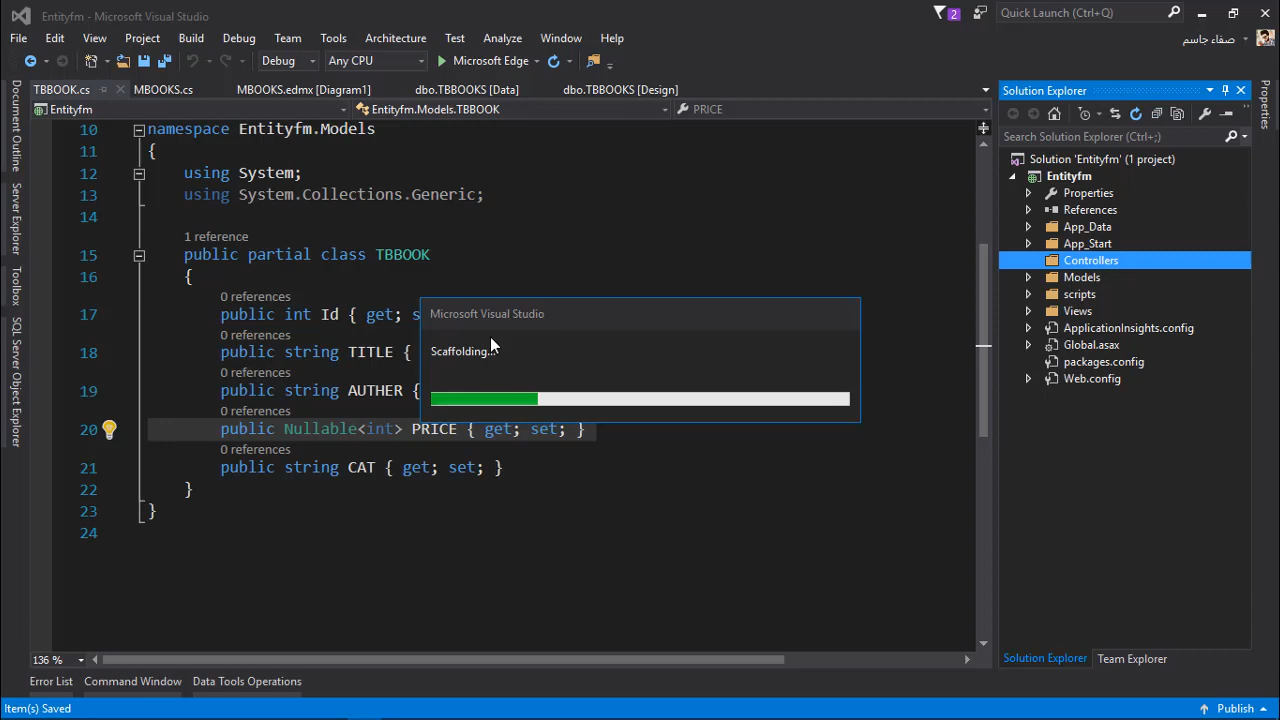 Entityfm - Microsoft Visual Studio
2
Quick Launch (Ctrl+Q)
File Edit View Project Build Debug Team Tools Architecture Test Analyze Window Help
صفاء جاسم
Debug Any CPU Microsoft Edge
TBBOOK.cs MBOOKS.cs MBOOKS.edmx [Diagram1] dbo.TBBOOKS [Data] dbo.TBBOOKS [Design]
Entityfm Entityfm.Models.TBBOOK PRICE
Document Outline
Server Explorer
Toolbox
SQL Server Object Explorer
10 namespace Entityfm.Models
11 {
12 using System;
13 using System.Collections.Generic;
14
1 reference
15 public partial class TBBOOK
16 {
0 references
17 public int Id { get; s
0 references
18 public string TITLE {
0 references
19 public string AUTHER {
0 references
20 public Nullable<int> PRICE { get; set; }
0 references
21 public string CAT { get; set; }
22 }
23 }
24
Microsoft Visual Studio
Scaffolding...
136 %
Solution Explorer
Search Solution Explorer (Ctrl+;)
Solution 'Entityfm' (1 project)
Entityfm
Properties
References
App_Data
App_Start
Controllers
Models
scripts
Views
ApplicationInsights.config
Global.asax
packages.config
Web.config
Solution Explorer Team Explorer
Properties
Error List Command Window Data Tools Operations
Item(s) Saved
Publish